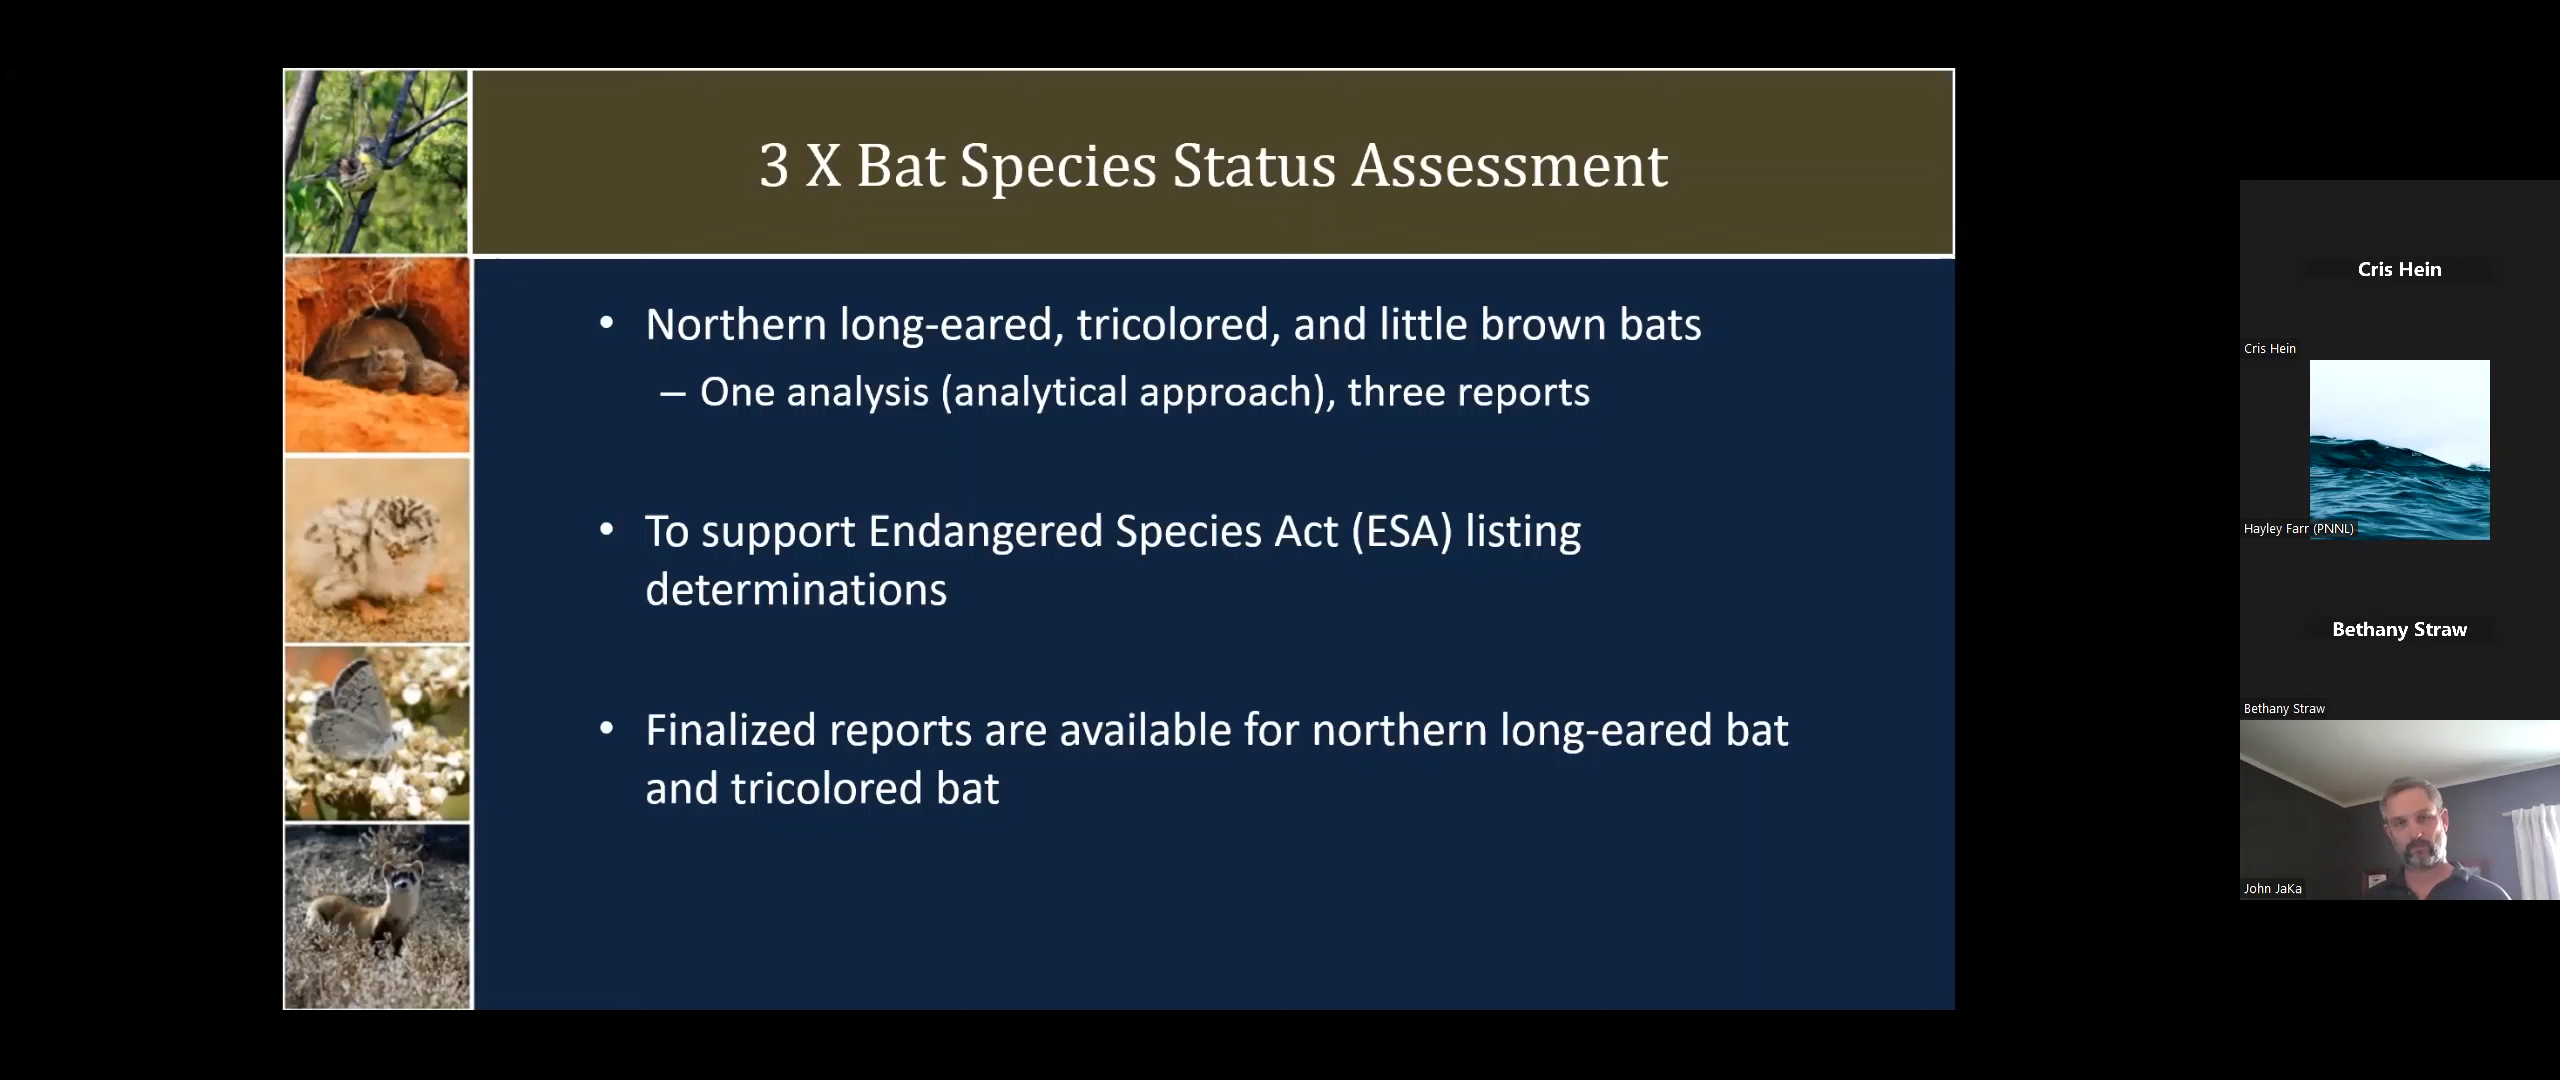 3 X Bat Species Status Assessment
• Northern long-eared, tricolored, and little brown bats
– One analysis (analytical approach), three reports
• To support Endangered Species Act (ESA) listing
determinations
• Finalized reports are available for northern long-eared bat
and tricolored bat
Cris Hein
Cris Hein
Hayley Farr (PNNL)
Bethany Straw
Bethany Straw
John JaKa